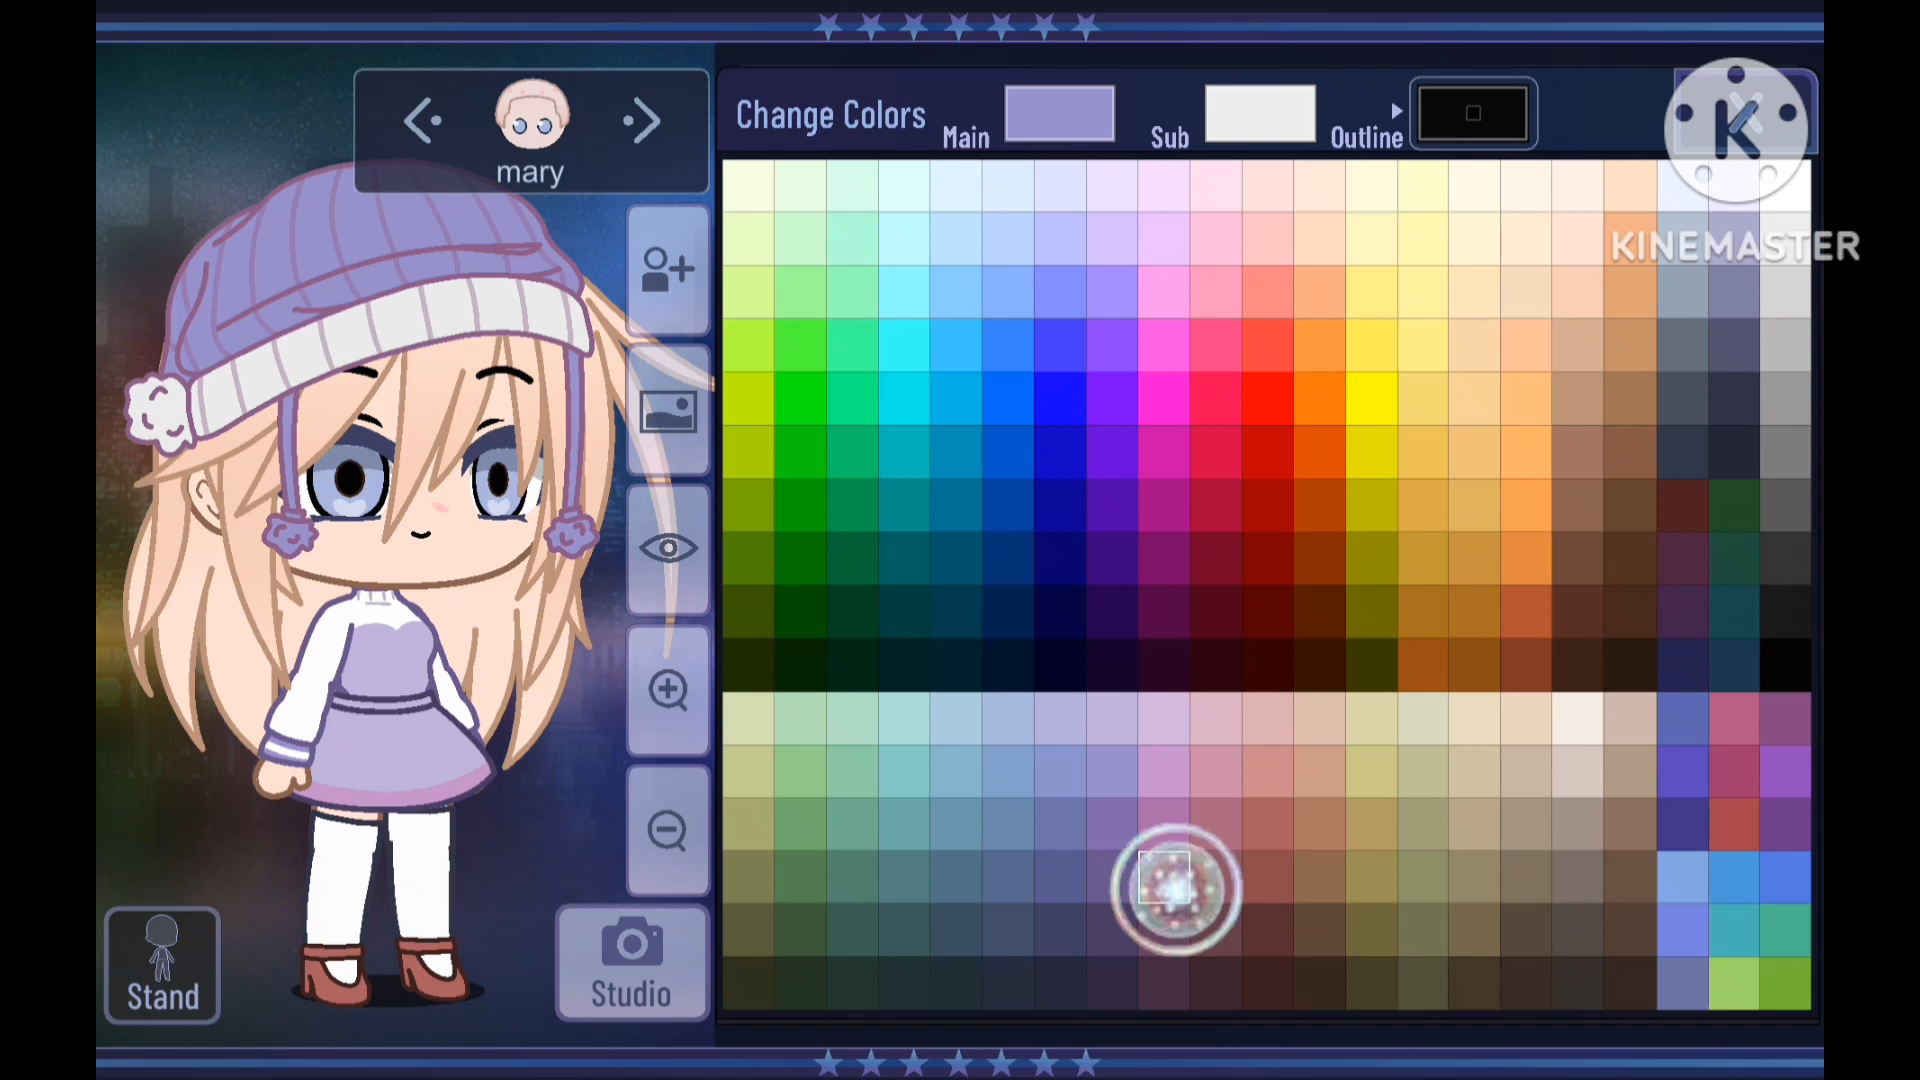 mary
Change Colors
Main
Sub
Outline
K
KINEMASTER
Stand
Studio